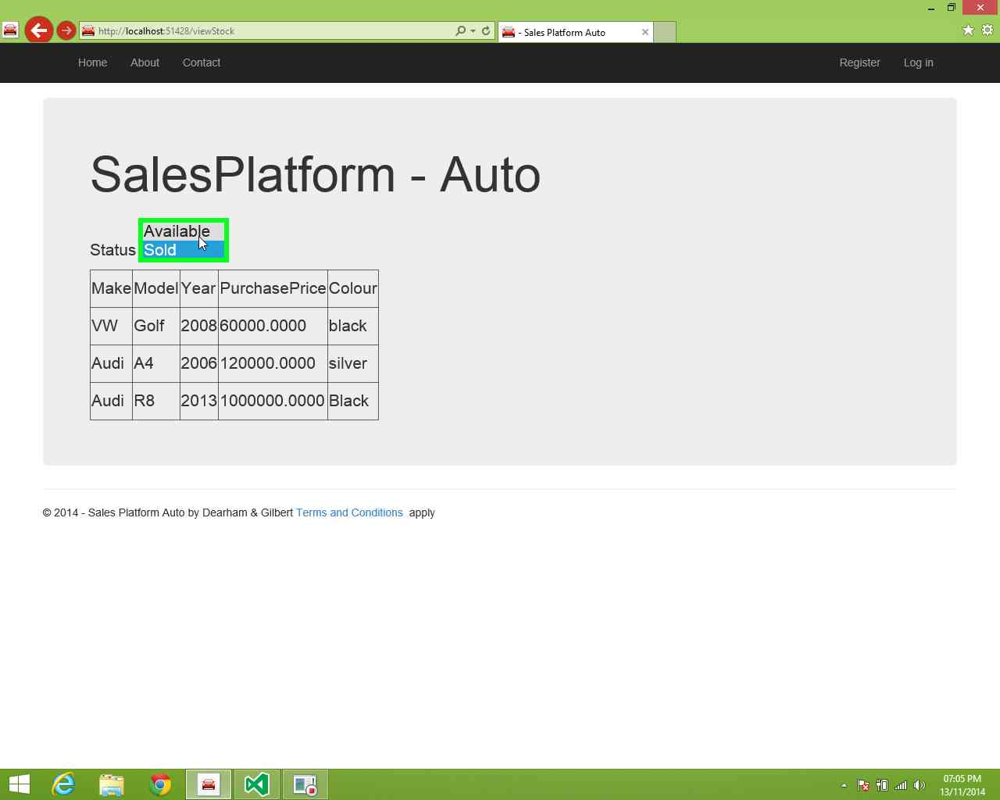 http://localhost:51428/viewStock
- Sales Platform Auto
Home About Contact Register Log in
SalesPlatform - Auto
Available
Status Sold
Make Model Year PurchasePrice Colour
VW Golf 2008 60000.0000 black
Audi A4 2006 120000.0000 silver
Audi R8 2013 1000000.0000 Black
© 2014 - Sales Platform Auto by Dearham & Gilbert Terms and Conditions apply
07:05 PM
13/11/2014